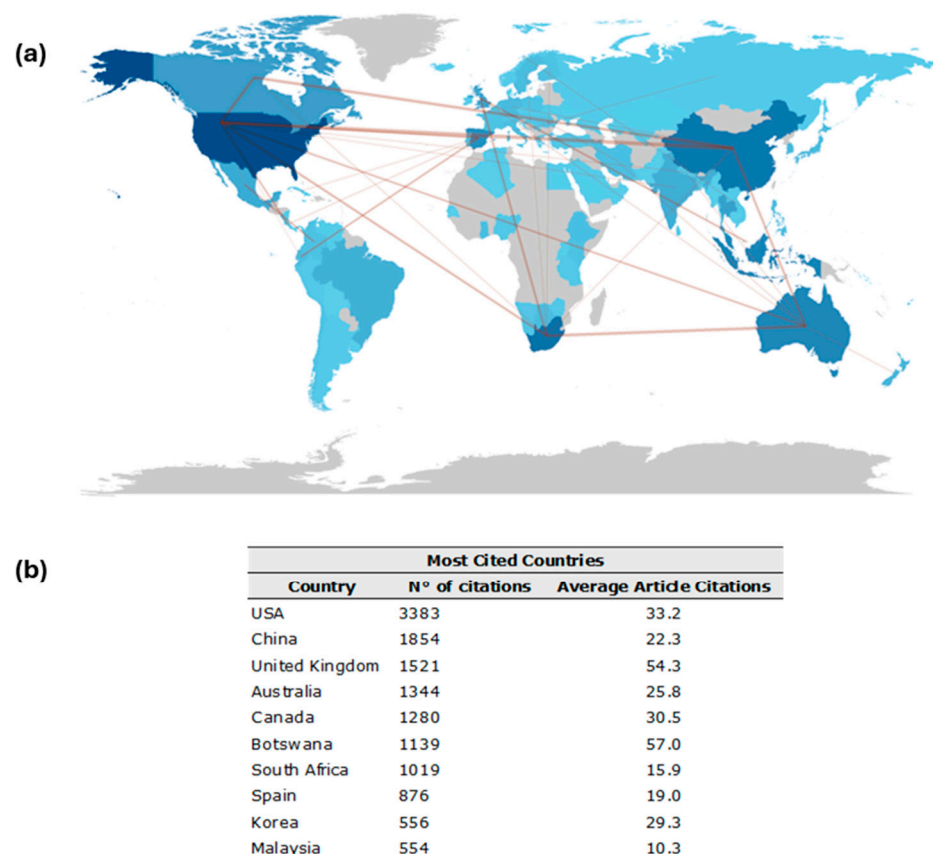 (a)
(b)
Most Cited Countries
Country N° of citations Average Article Citations
USA 3383 33.2
China 1854 22.3
United Kingdom 1521 54.3
Australia 1344 25.8
Canada 1280 30.5
Botswana 1139 57.0
South Africa 1019 15.9
Spain 876 19.0
Korea 556 29.3
Malaysia 554 10.3